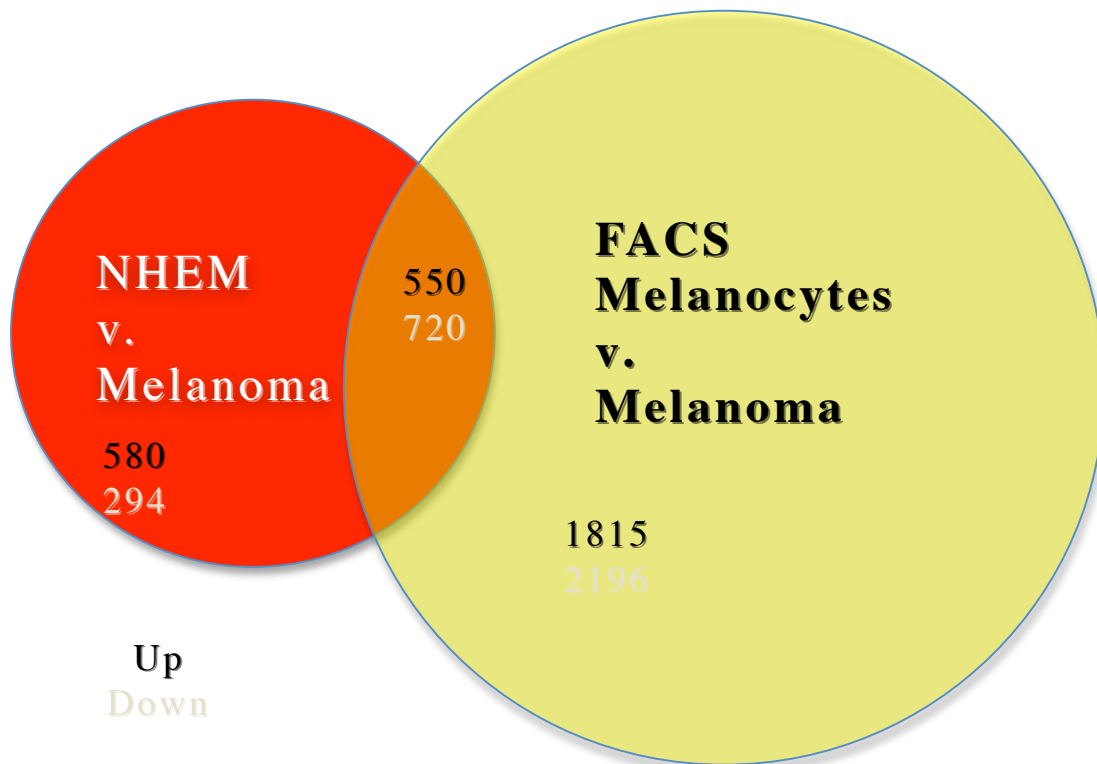 NHEM
v.
Melanoma
580
294
550
720
FACS
Melanocytes
v.
Melanoma
1815
2196
Up
Down